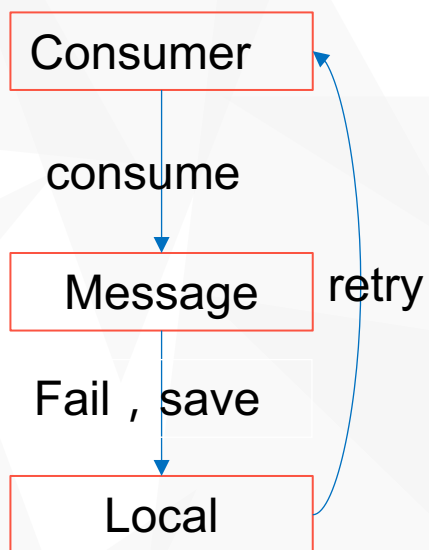 Consumer
consume
Message
retry
Fail , save
Local